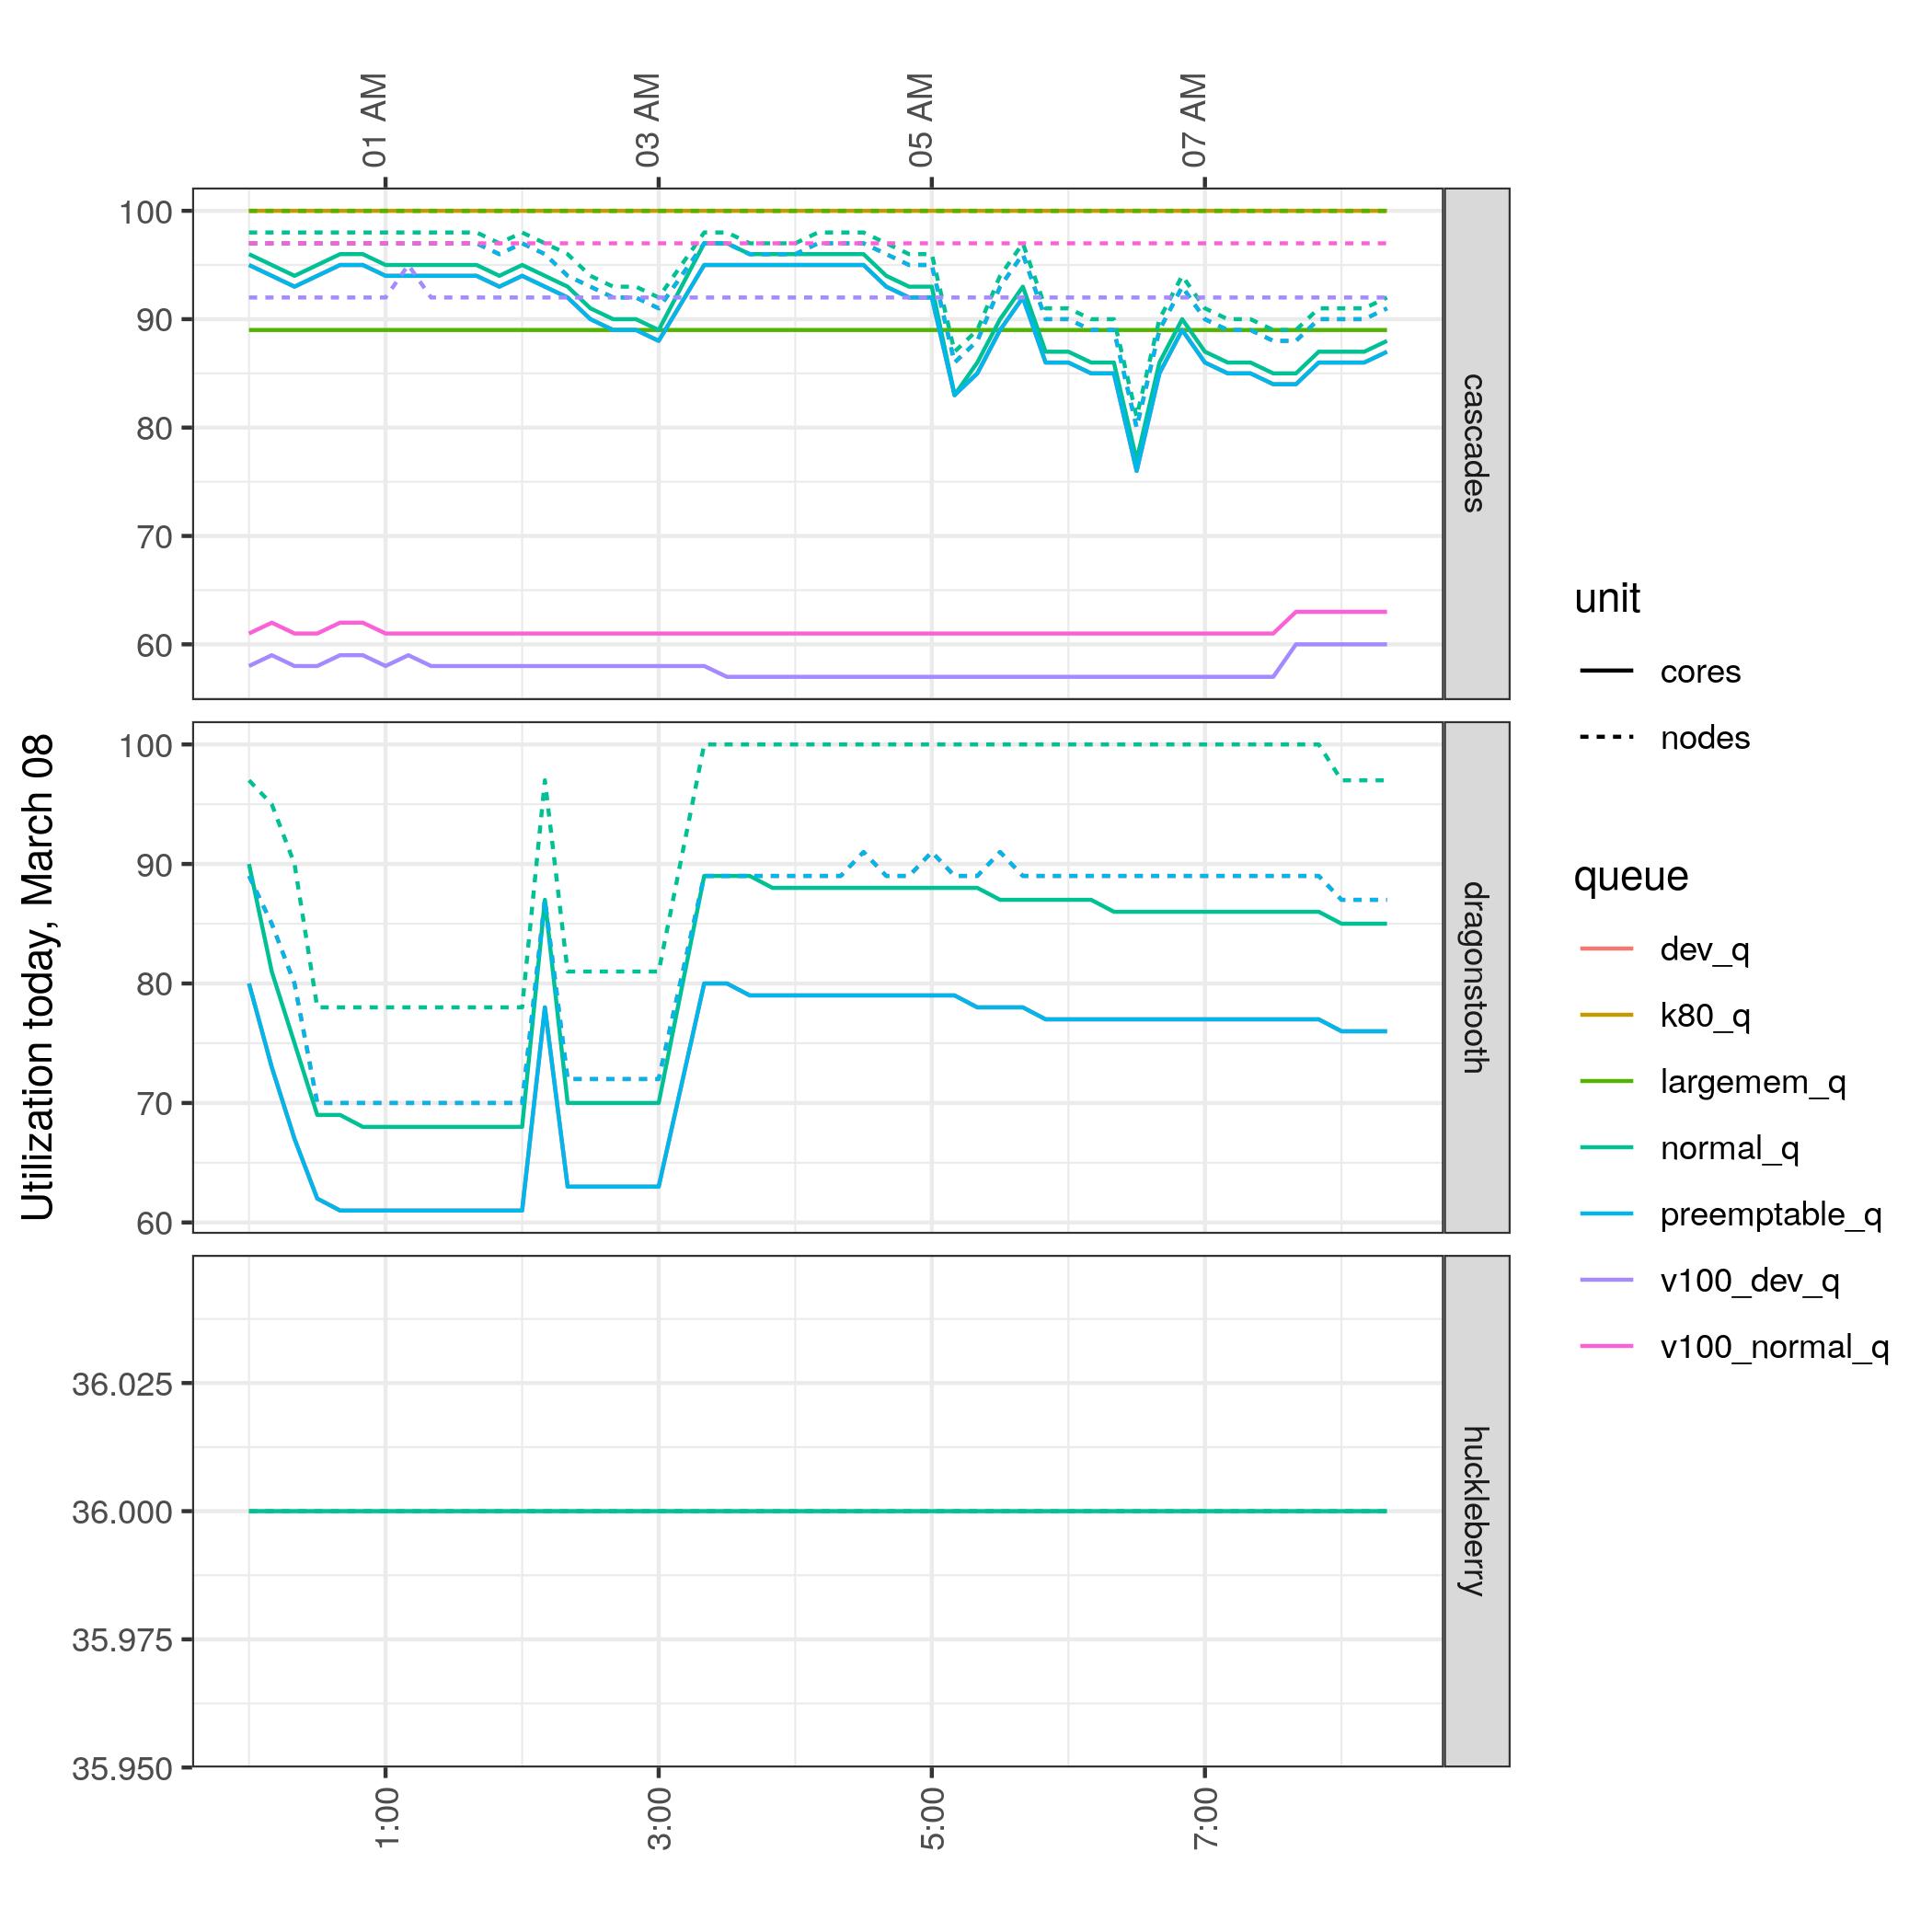 01 AM
03 AM
05 AM
07 AM
100
90
80
70
60
cascades
100
90
80
70
60
dragonstooth
36.025
36.000
35.975
35.950
huckleberry
1:00
3:00
5:00
7:00
Utilization today, March 08
unit
cores
nodes
queue
dev_q
k80_q
largemem_q
normal_q
preemptable_q
v100_dev_q
v100_normal_q